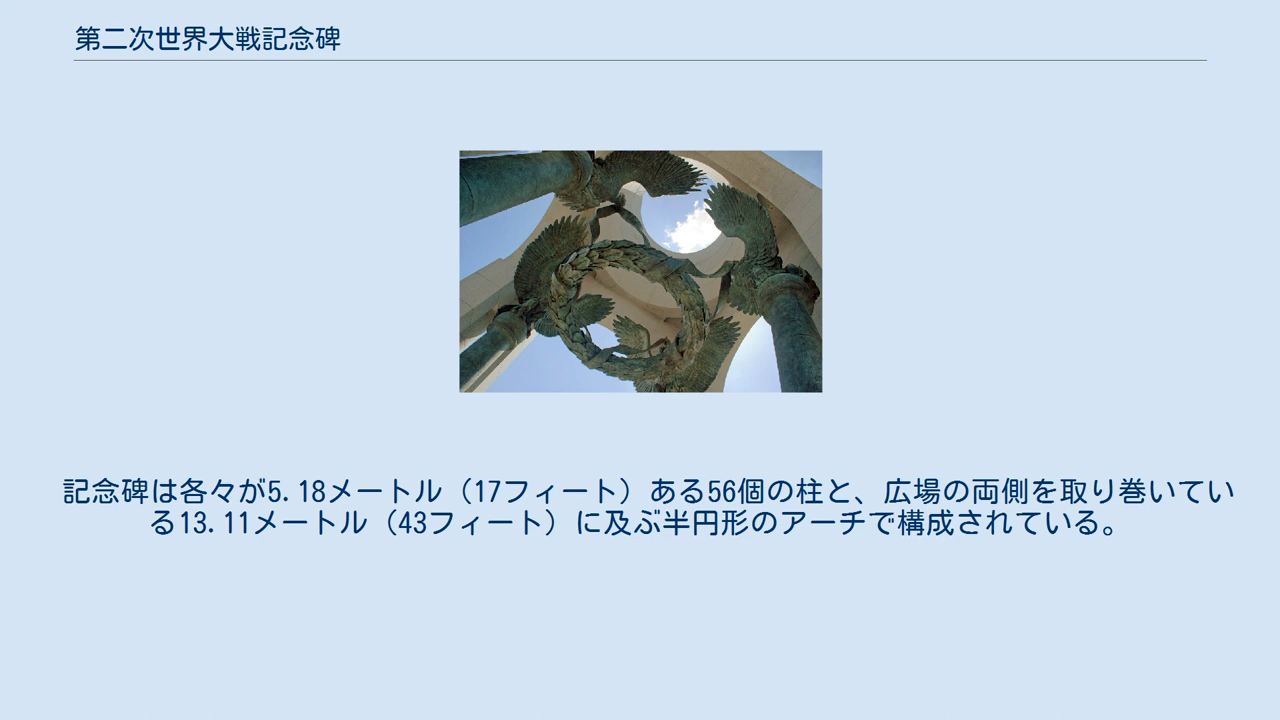 第二次世界大戦記念碑
記念碑は各々が5.18メートル（17フィート）ある56個の柱と、広場の両側を取り巻いてい
る13.11メートル（43フィート）に及ぶ半円形のアーチで構成されている。